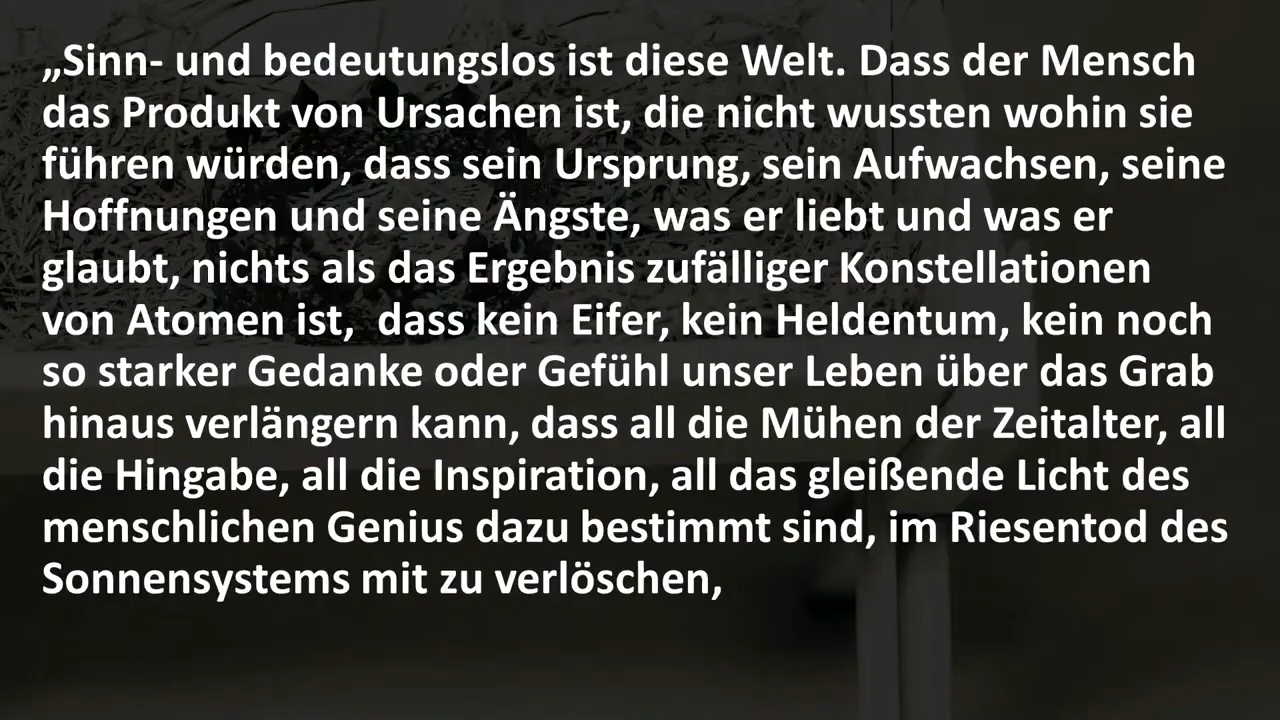 „Sinn- und bedeutungslos ist diese Welt. Dass der Mensch
das Produkt von Ursachen ist, die nicht wussten wohin sie
führen würden, dass sein Ursprung, sein Aufwachsen, seine
Hoffnungen und seine Ängste, was er liebt und was er
glaubt, nichts als das Ergebnis zufälliger Konstellationen
von Atomen ist,  dass kein Eifer, kein Heldentum, kein noch
so starker Gedanke oder Gefühl unser Leben über das Grab
hinaus verlängern kann, dass all die Mühen der Zeitalter, all
die Hingabe, all die Inspiration, all das gleißende Licht des
menschlichen Genius dazu bestimmt sind, im Riesentod des
Sonnensystems mit zu verlöschen,